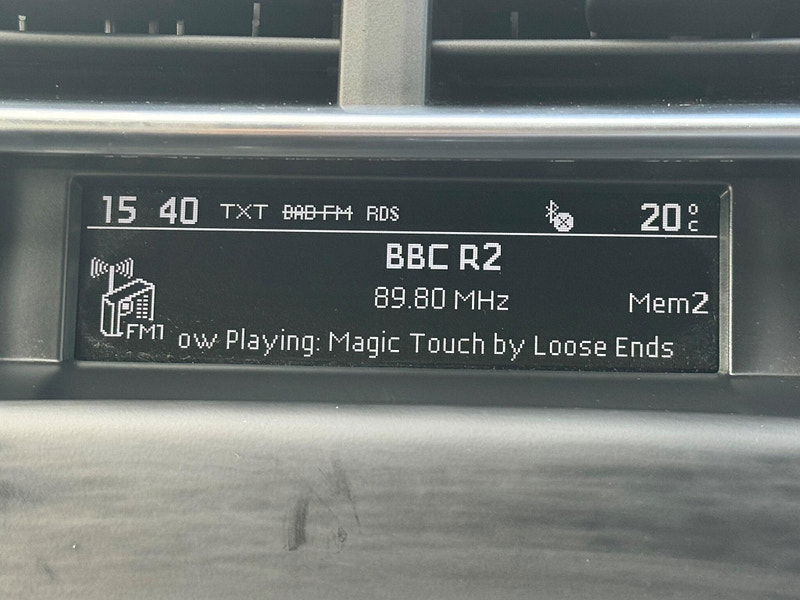 15 40 TXT DAB-FM RDS 20°C
BBC R2
89.80 MHz Mem2
FM1 ow Playing: Magic Touch by Loose Ends